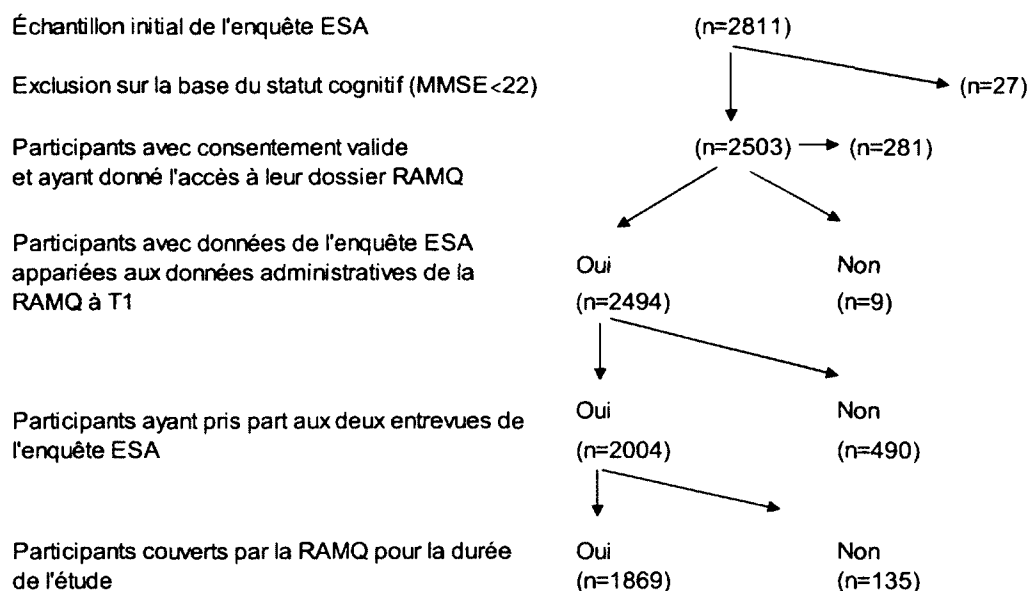 Échantillon initial de l'enquête ESA (n=2811)
Exclusion sur la base du statut cognitif (MMSE<22) (n=27)
Participants avec consentement valide (n=2503) (n=281)
et ayant donné l'accès à leur dossier RAMQ
Participants avec données de l'enquête ESA
appariées aux données administratives de la Oui Non
RAMQ à T1 (n=2494) (n=9)
Participants ayant pris part aux deux entrevues de Oui Non
l'enquête ESA (n=2004) (n=490)
Participants couverts par la RAMQ pour la durée Oui Non
de l'étude (n=1869) (n=135)